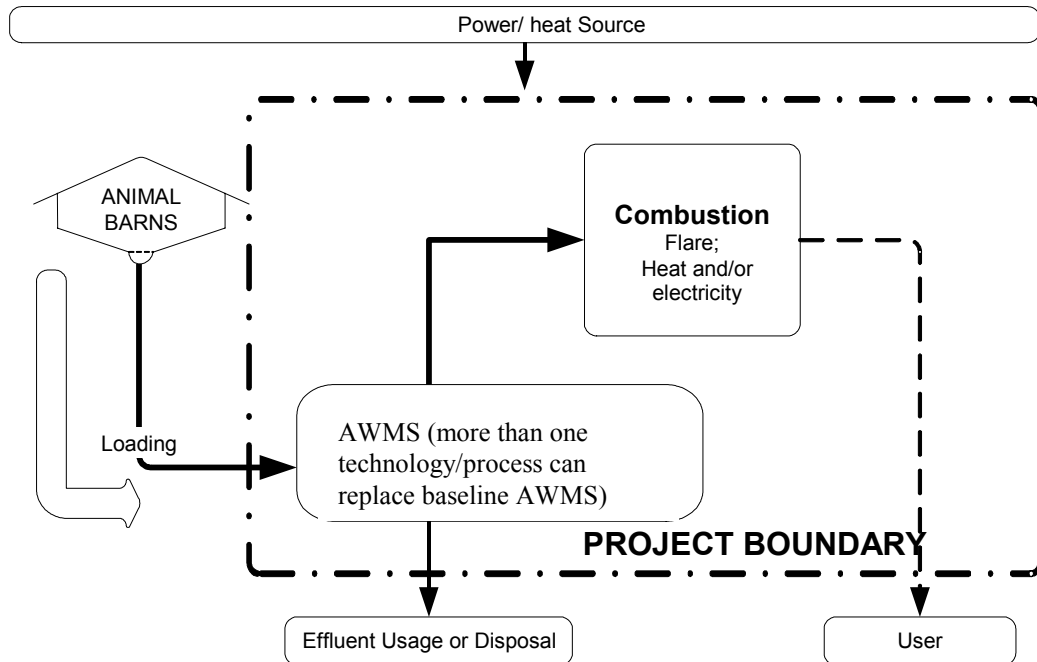 Power/ heat Source
ANIMAL
BARNS
Combustion
Flare;
Heat and/or
electricity
Loading
AWMS (more than one
technology/process can
replace baseline AWMS)
PROJECT BOUNDARY
Effluent Usage or Disposal
User